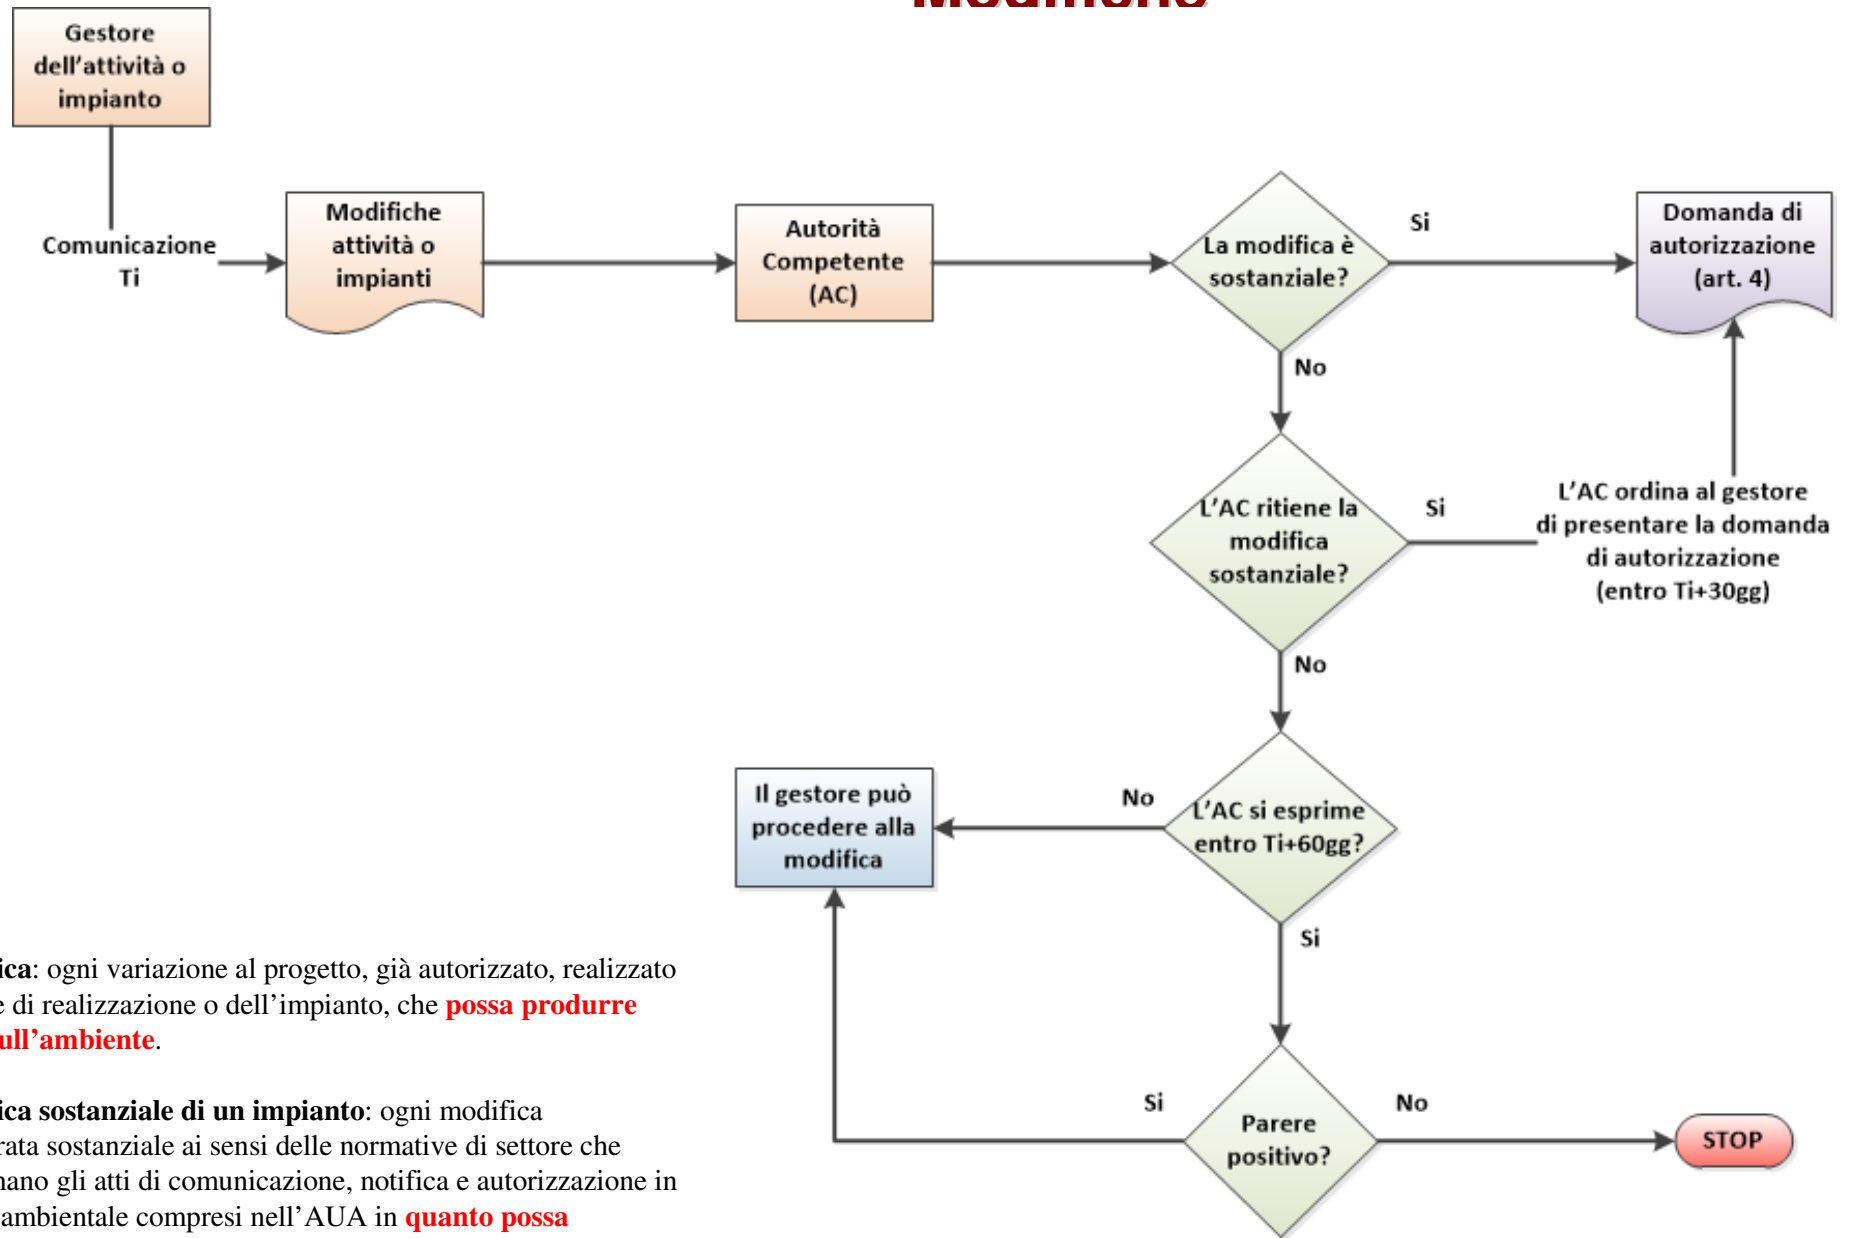 Gestore
dell'attività o
impianto
Comunicazione
Ti
Modifiche
attività o
impianti
Autorità
Competente
(AC)
La modifica è
sostanziale?
Si
Domanda di
autorizzazione
(art. 4)
No
L'AC ritiene la
modifica
sostanziale?
Si
L'AC ordina al gestore
di presentare la domanda
di autorizzazione
(entro Ti+30gg)
No
Il gestore può
procedere alla
modifica
No
L'AC si esprime
entro Ti+60gg?
Si
Si
Parere
positivo?
No
STOP
ica: ogni variazione al progetto, già autorizzato, realizzato
e di realizzazione o dell'impianto, che possa produrre
ull'ambiente.
ica sostanziale di un impianto: ogni modifica
rata sostanziale ai sensi delle normative di settore che
nano gli atti di comunicazione, notifica e autorizzazione in
ambientale compresi nell'AUA in quanto possa